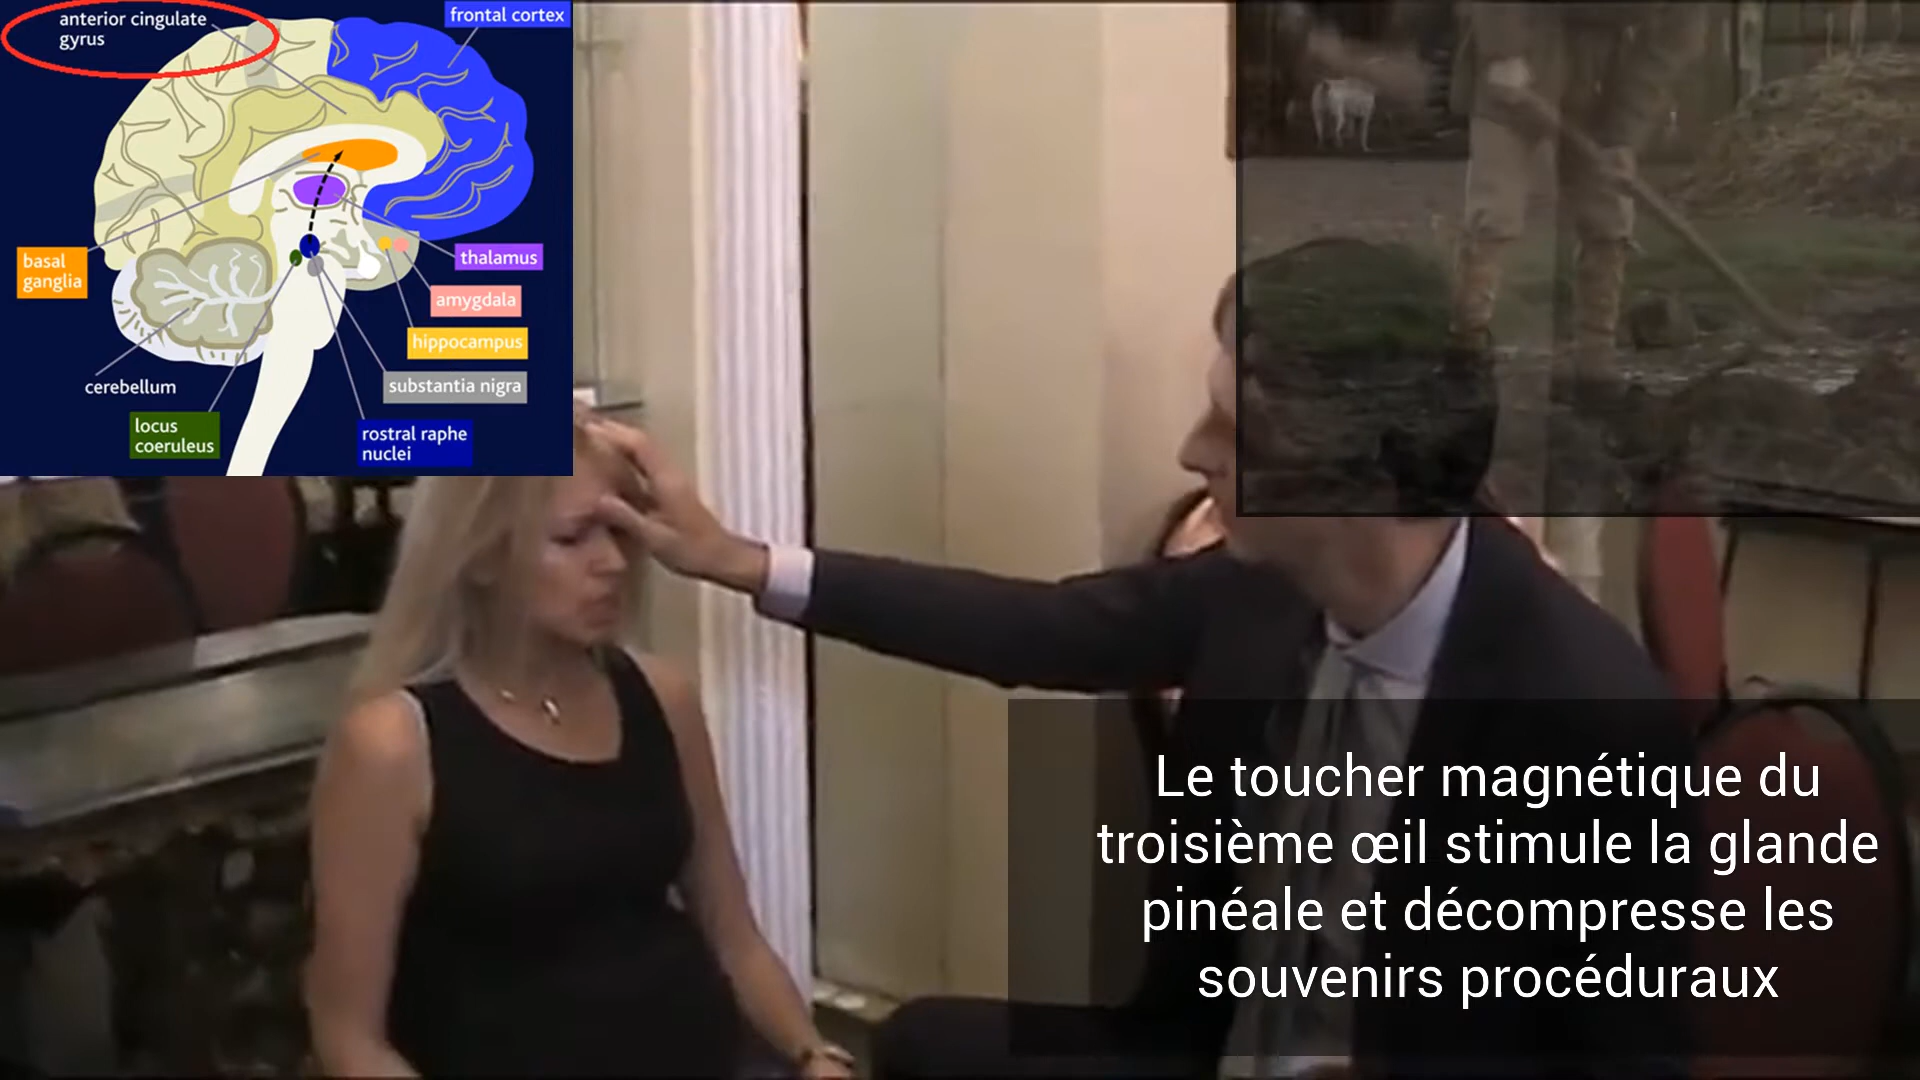 anterior cingulate
gyrus
frontal cortex
basal
ganglia
thalamus
amygdala
hippocampus
cerebellum
substantia nigra
locus
coeruleus
rostral raphe
nuclei
Le toucher magnétique du
troisième œil stimule la glande
pinéale et décompresse les
souvenirs procéduraux